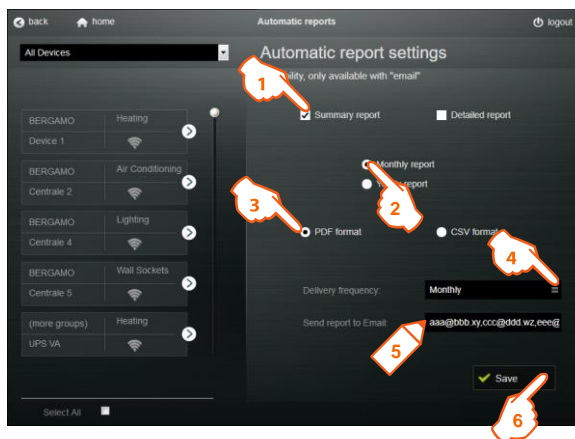 back home Automatic reports logout
All Devices
Automatic report settings
only available with "email"
1
Summary report Detailed report
BERGAMO Heating
Device 1
Monthly report
BERGAMO Air Conditioning
Centrale 2
report
2
3
BERGAMO Lighting
Centrale 4
PDF format CSV format
4
BERGAMO Wall Sockets
Centrale 5
Delivery frequency: Monthly
(more groups) Heating
UPS VA
Send report to Email: aaa@bbb.xy,ccc@ddd.wz,eee@
5
Save
6
Select All